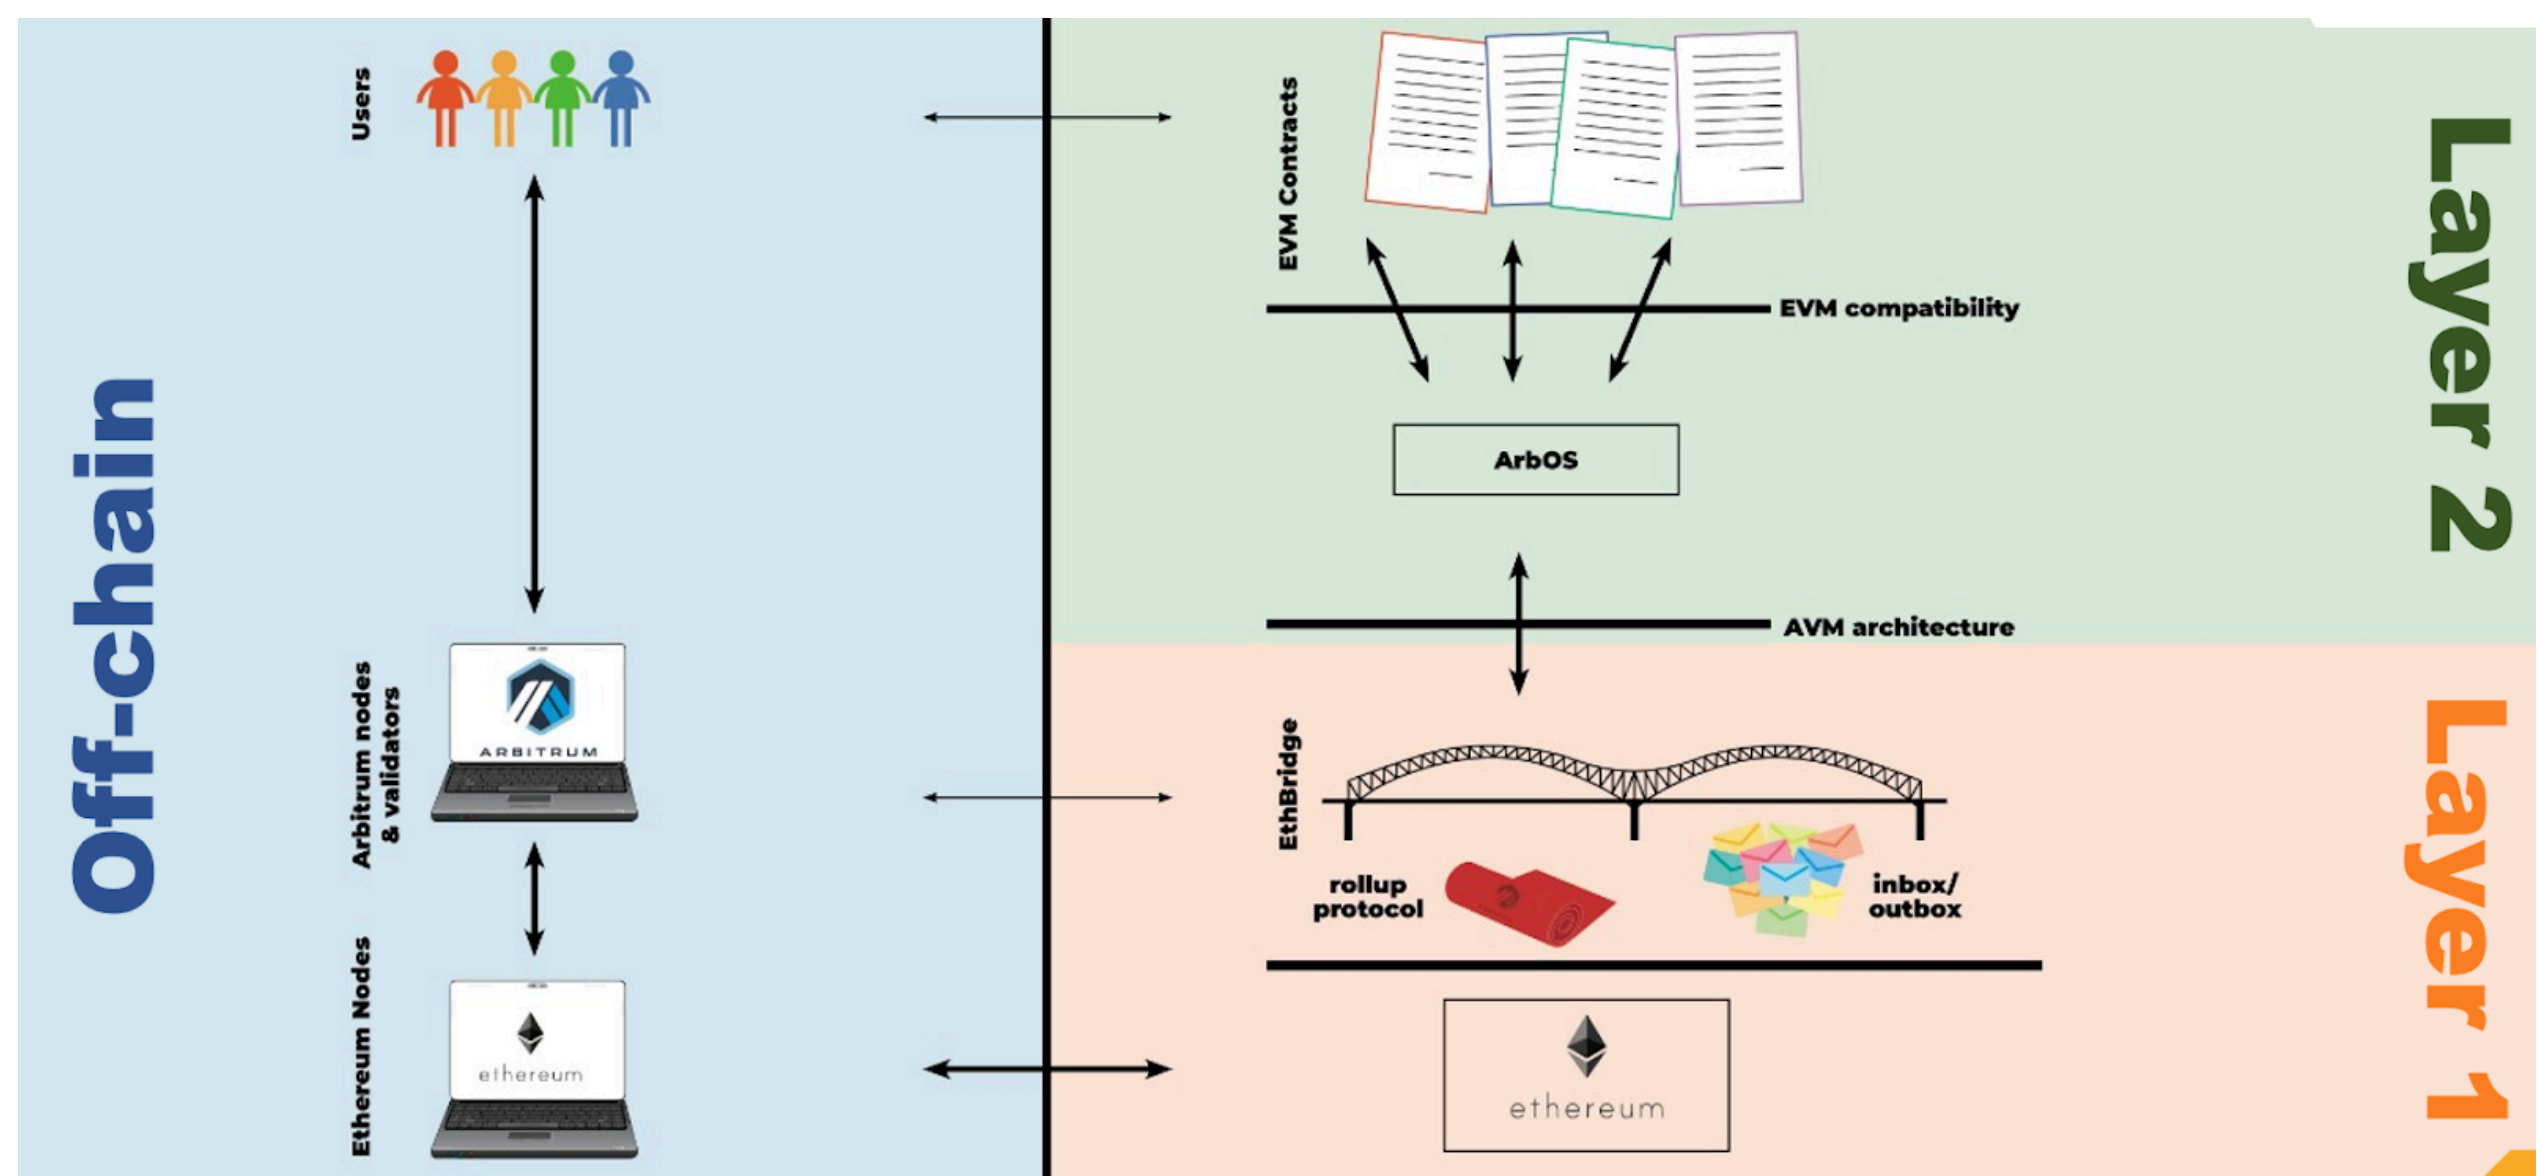 Off-chain
Users
Arbitrum nodes
& validators
ARBITRUM
Ethereum Nodes
ethereum
EVM Contracts
EVM compatibility
ArbOS
AVM architecture
EthBridge
rollup
protocol
inbox/
outbox
ethereum
Layer 2
Layer 1